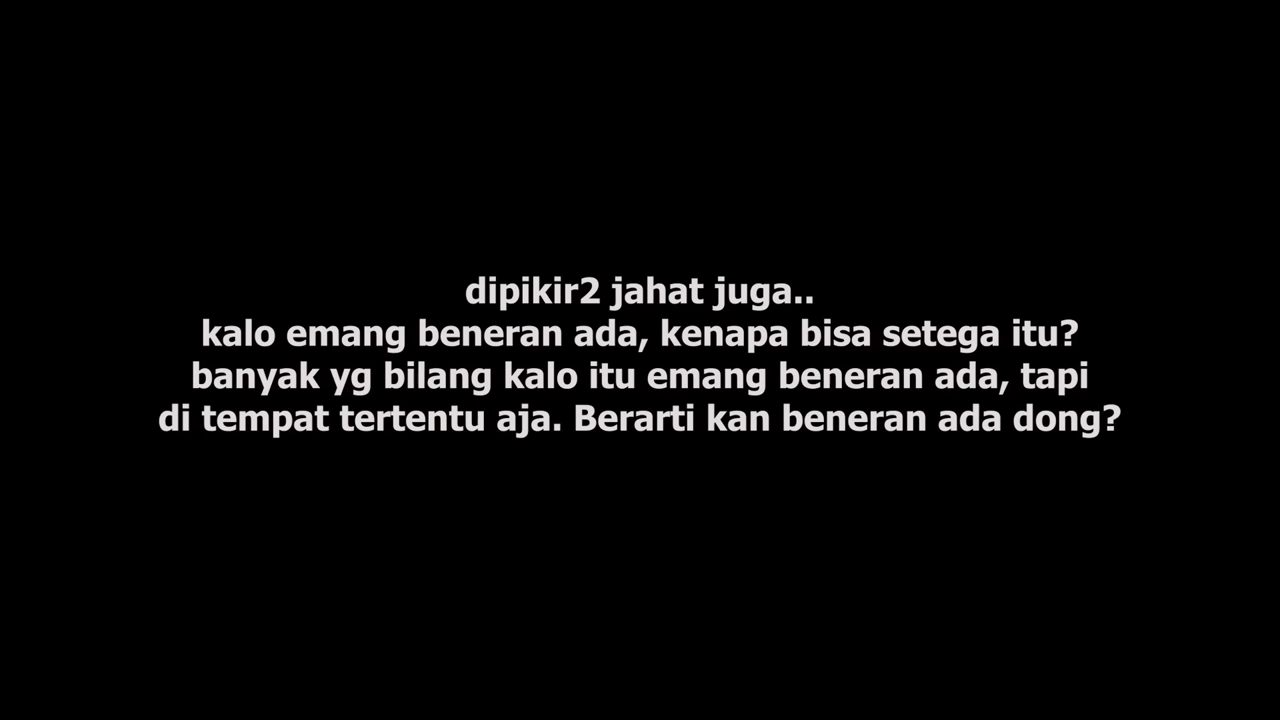 dipikir2 jahat juga..
kalo emang beneran ada, kenapa bisa setega itu?
banyak yg bilang kalo itu emang beneran ada, tapi
di tempat tertentu aja. Berarti kan beneran ada dong?